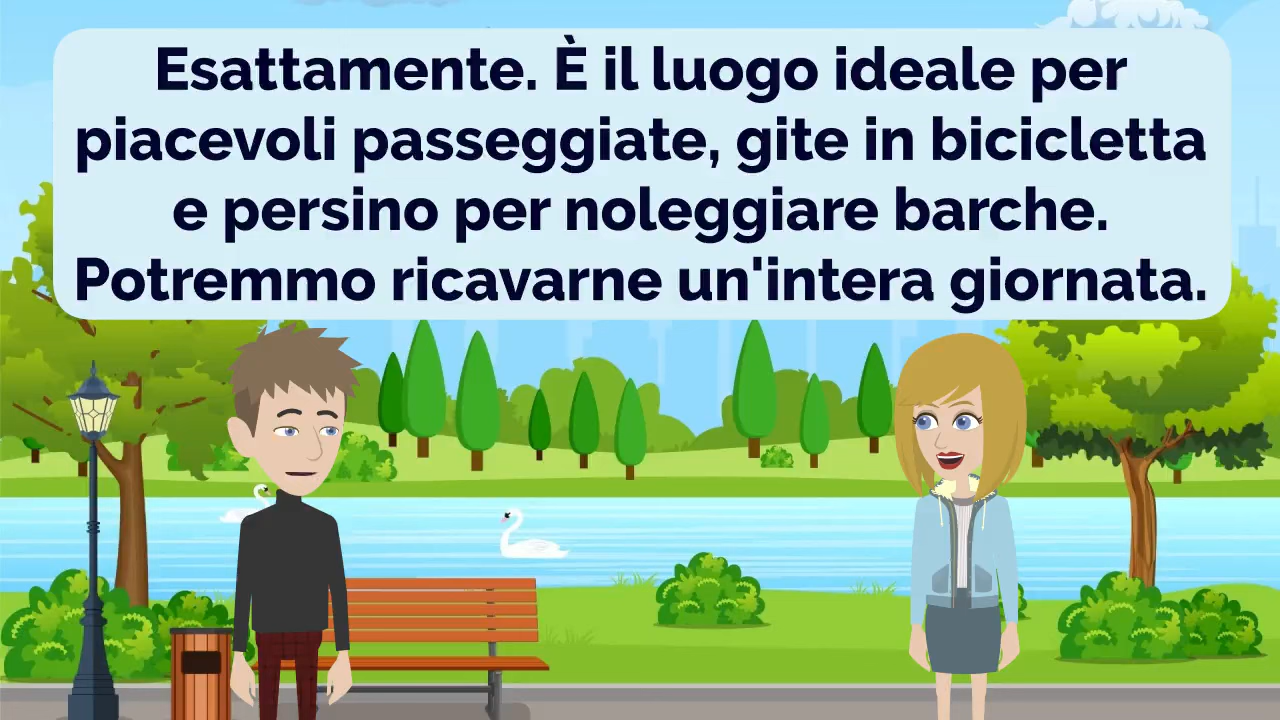 Esattamente. È il luogo ideale per
piacevoli passeggiate, gite in bicicletta
e persino per noleggiare barche.
Potremmo ricavarne un'intera giornata.